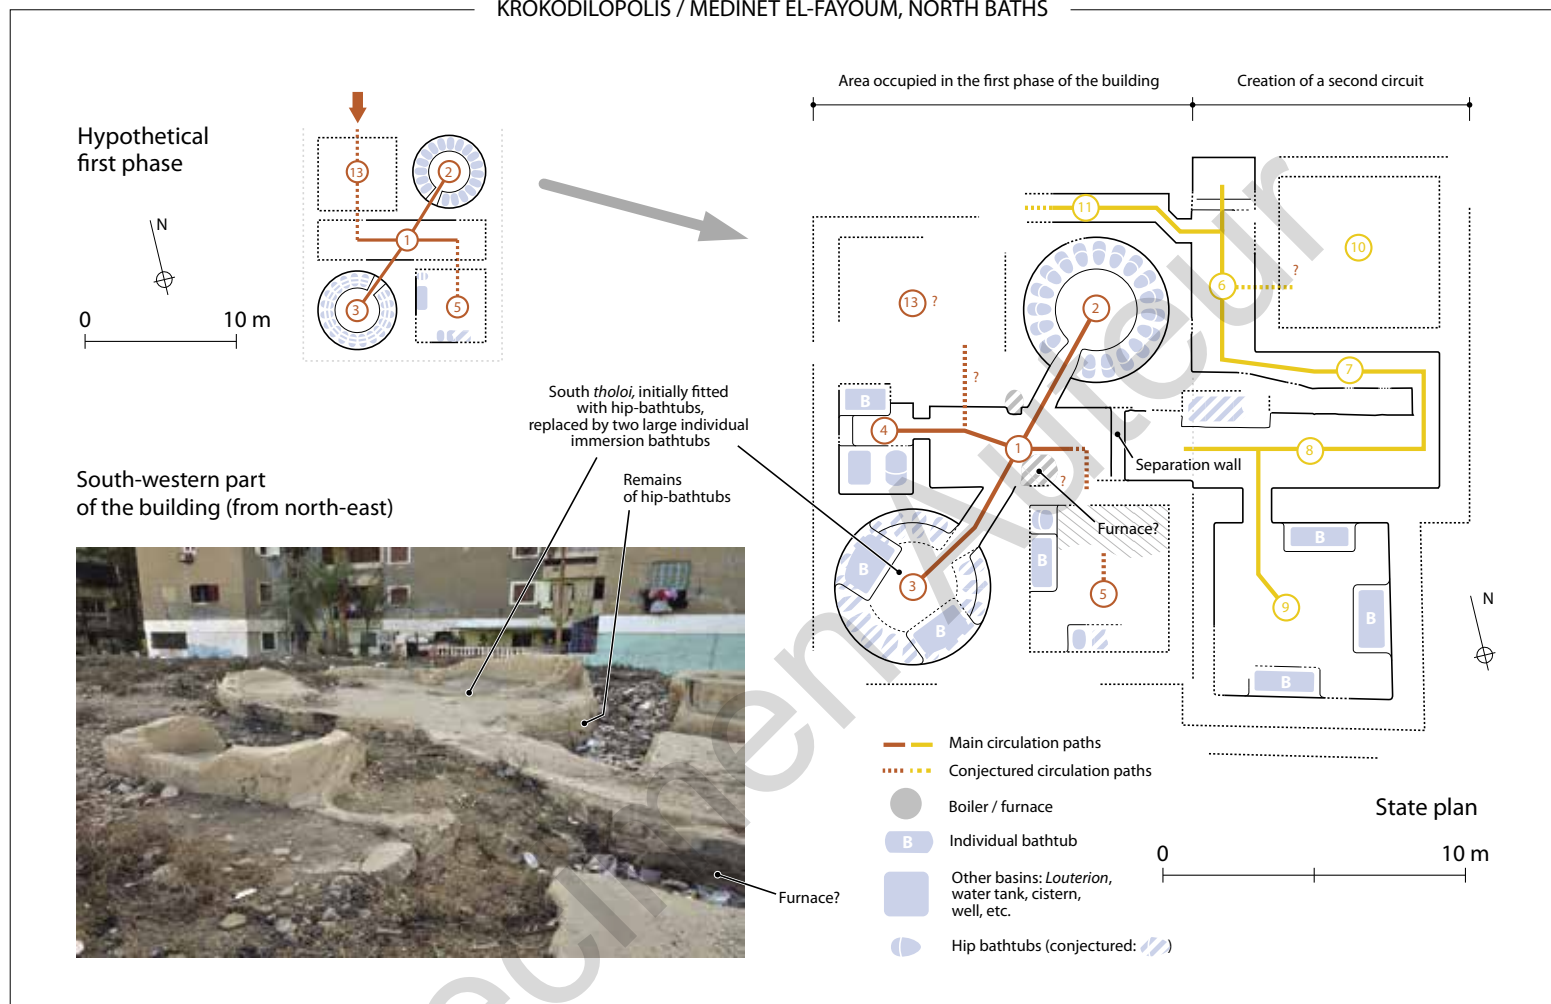 KROKODILOPOLIS / MEDINET EL-FAYOUM, NORTH BATHS
Area occupied in the first phase of the building
Creation of a second circuit
Hypothetical
first phase
N
0 10 m
13
2
1
3
5
11
10
?
6
13 ?
2
?
7
B
4
1
8
?
Separation wall
Furnace?
B
B
3
B
B
5
9
B
B
N
South tholoi, initially fitted
with hip-bathtubs,
replaced by two large individual
immersion bathtubs
Remains
of hip-bathtubs
South-western part
of the building (from north-east)
Furnace?
Main circulation paths
Conjectured circulation paths
Boiler / furnace
B Individual bathtub
Other basins: Louterion,
water tank, cistern,
well, etc.
Hip bathtubs (conjectured: )
State plan
0 10 m
Specimen Auteur